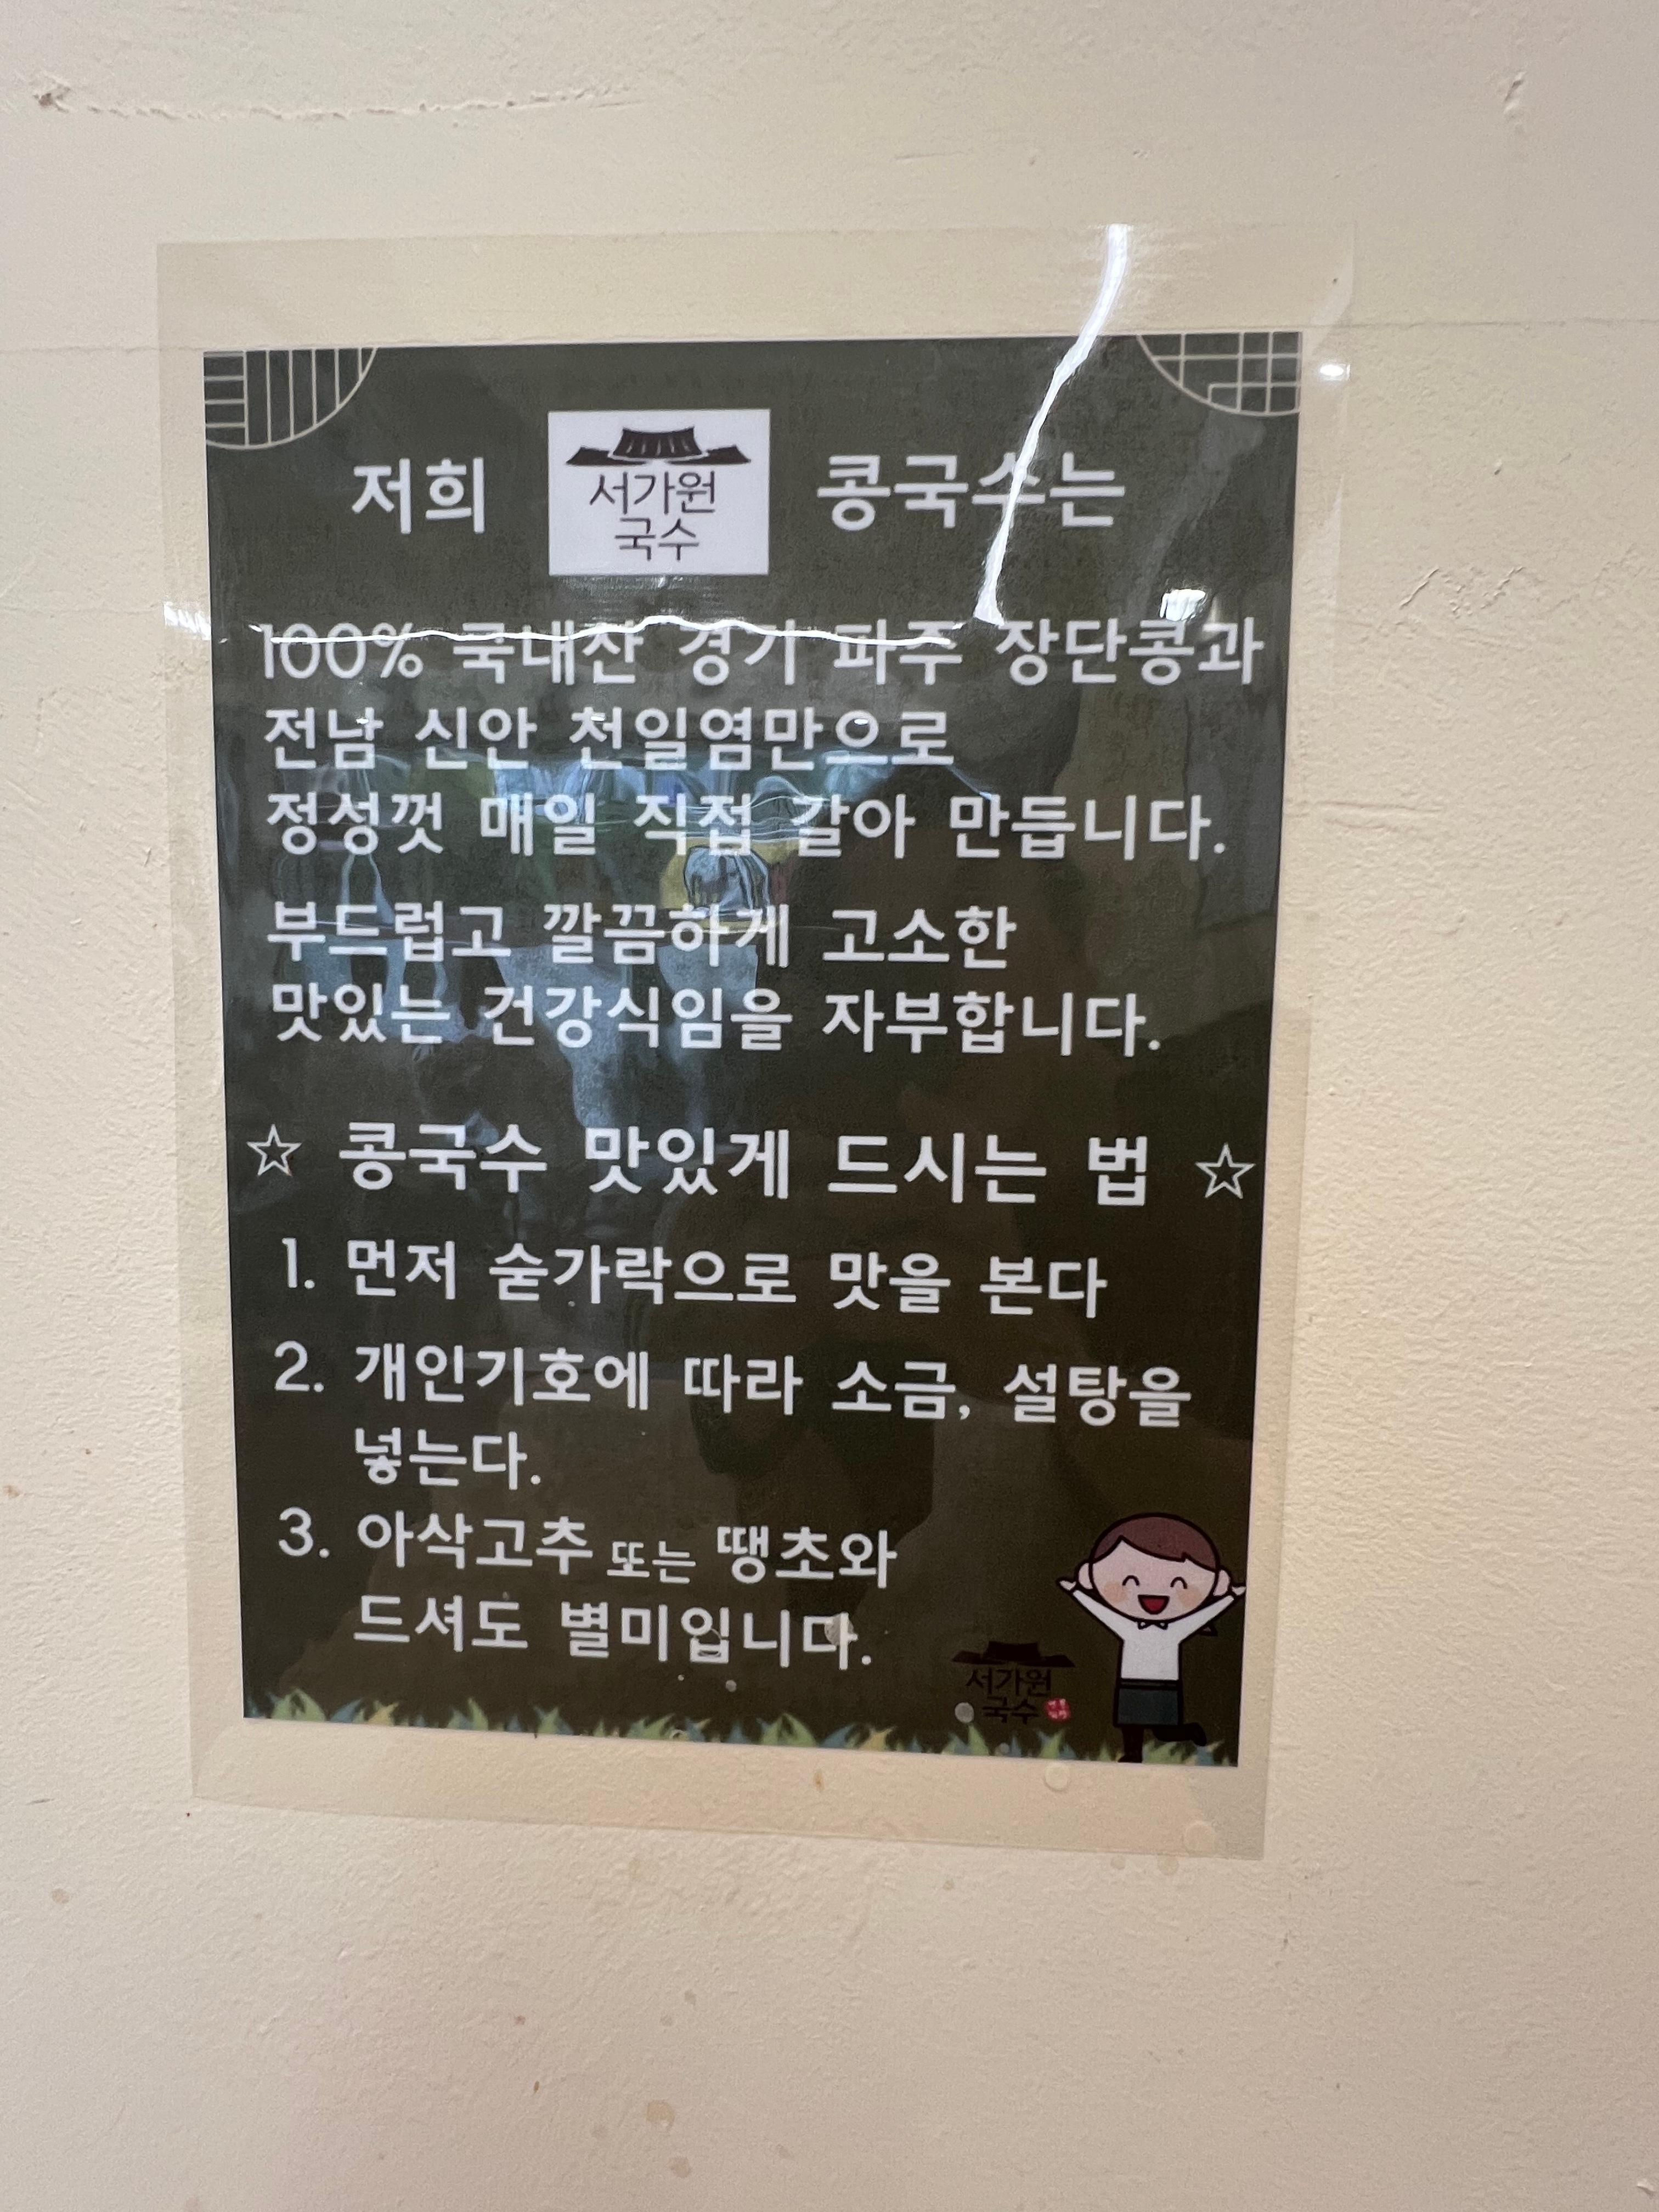 저희 서가원 국수 콩국수는
100% 국내산 경기 파주 장단콩과
전남 신안 천일염만으로
정성껏 매일 직접 갈아 만듭니다.
부드럽고 깔끔하게 고소한
맛있는 건강식임을 자부합니다.
☆ 콩국수 맛있게 드시는 법 ☆
1. 먼저 숟가락으로 맛을 본다
2. 개인기호에 따라 소금, 설탕을
넣는다.
3. 아삭고추 또는 땡초와
드셔도 별미입니다.
서가원
국수